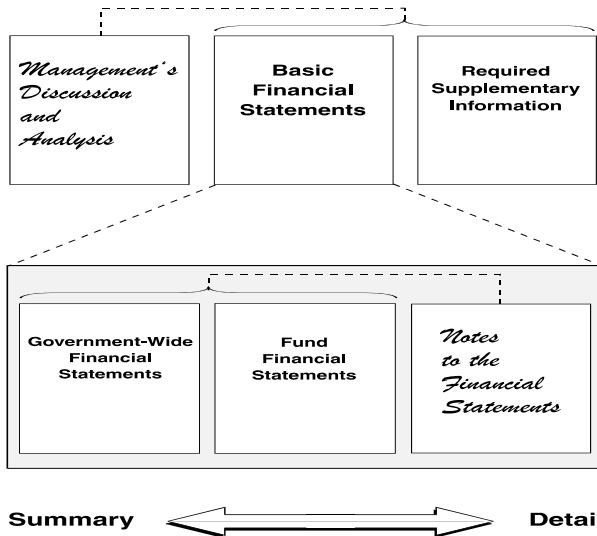 Management's
Discussion
and
Analysis
Basic
Financial
Statements
Required
Supplementary
Information
Government-Wide
Financial
Statements
Fund
Financial
Statements
Notes
to the
Financial
Statements
Summary
Detai